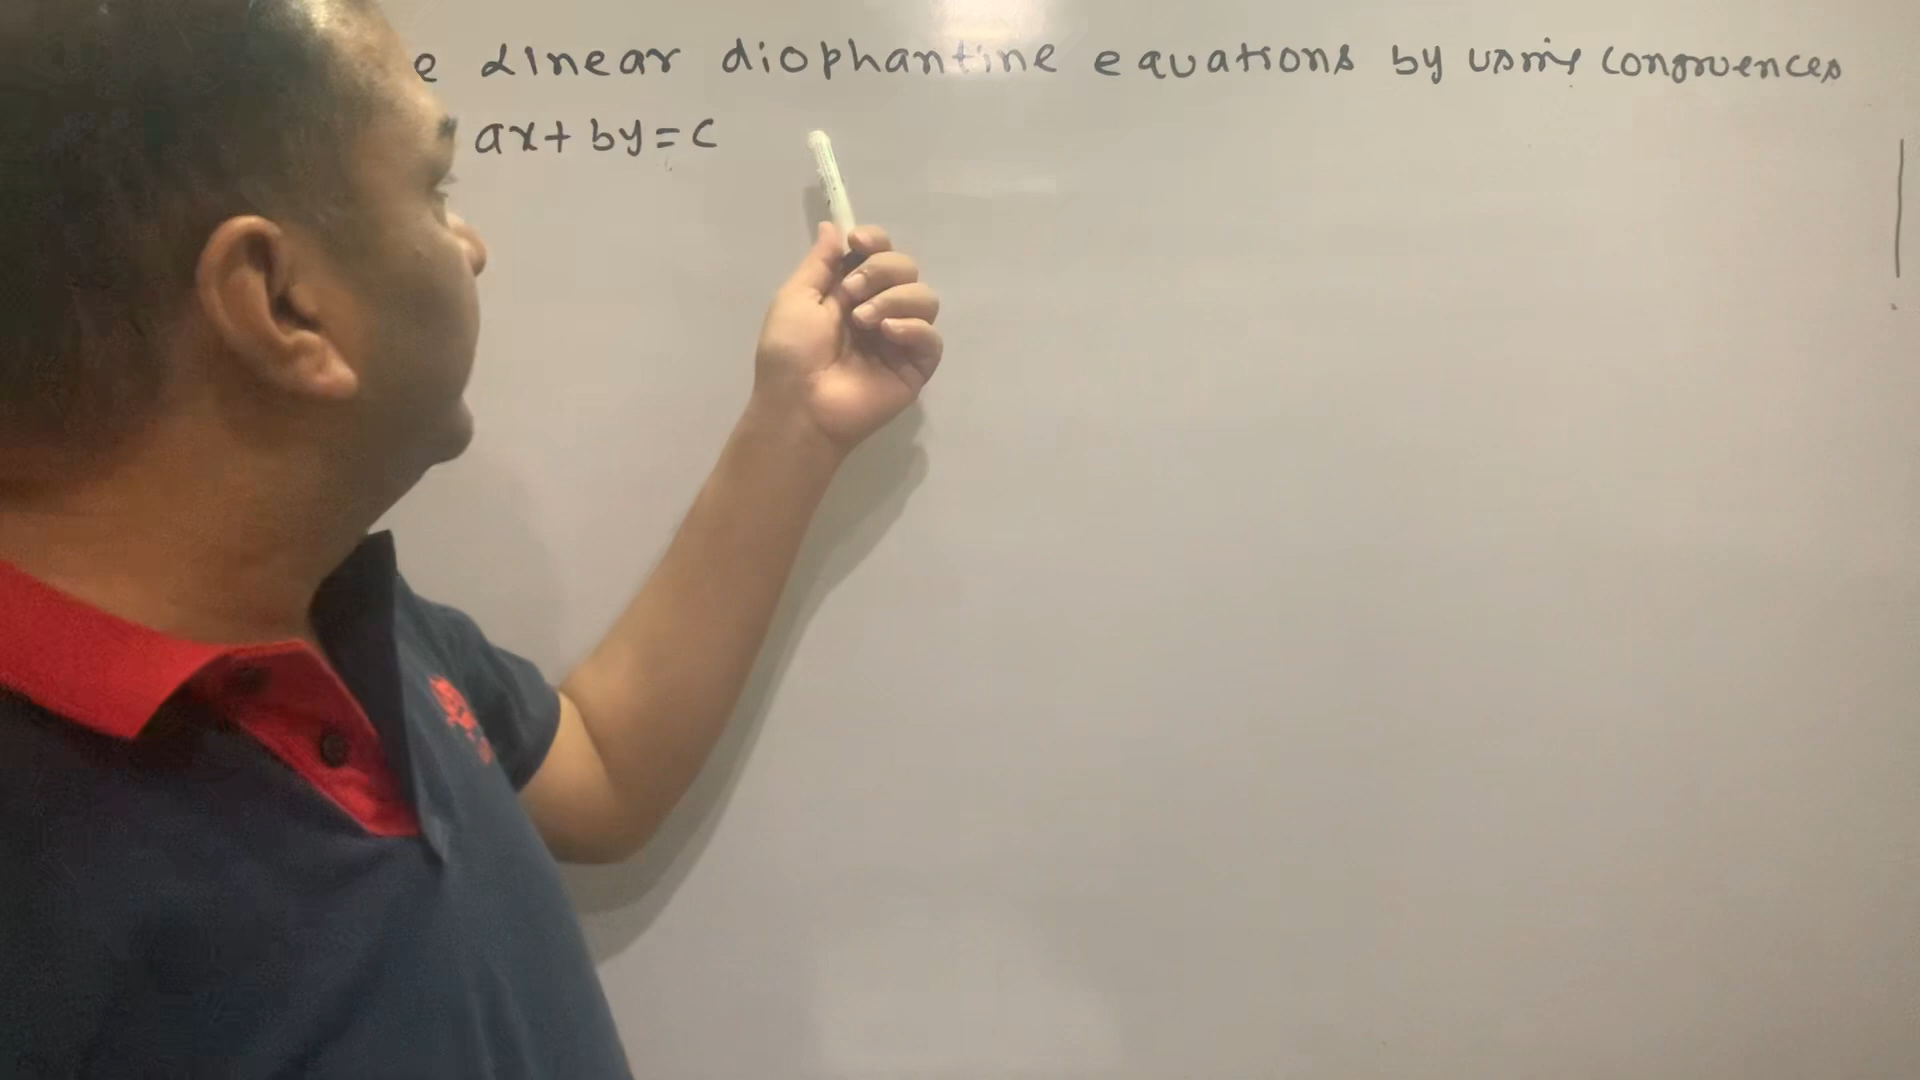 e Linear diophantine equations by using congruences
ax + by = c